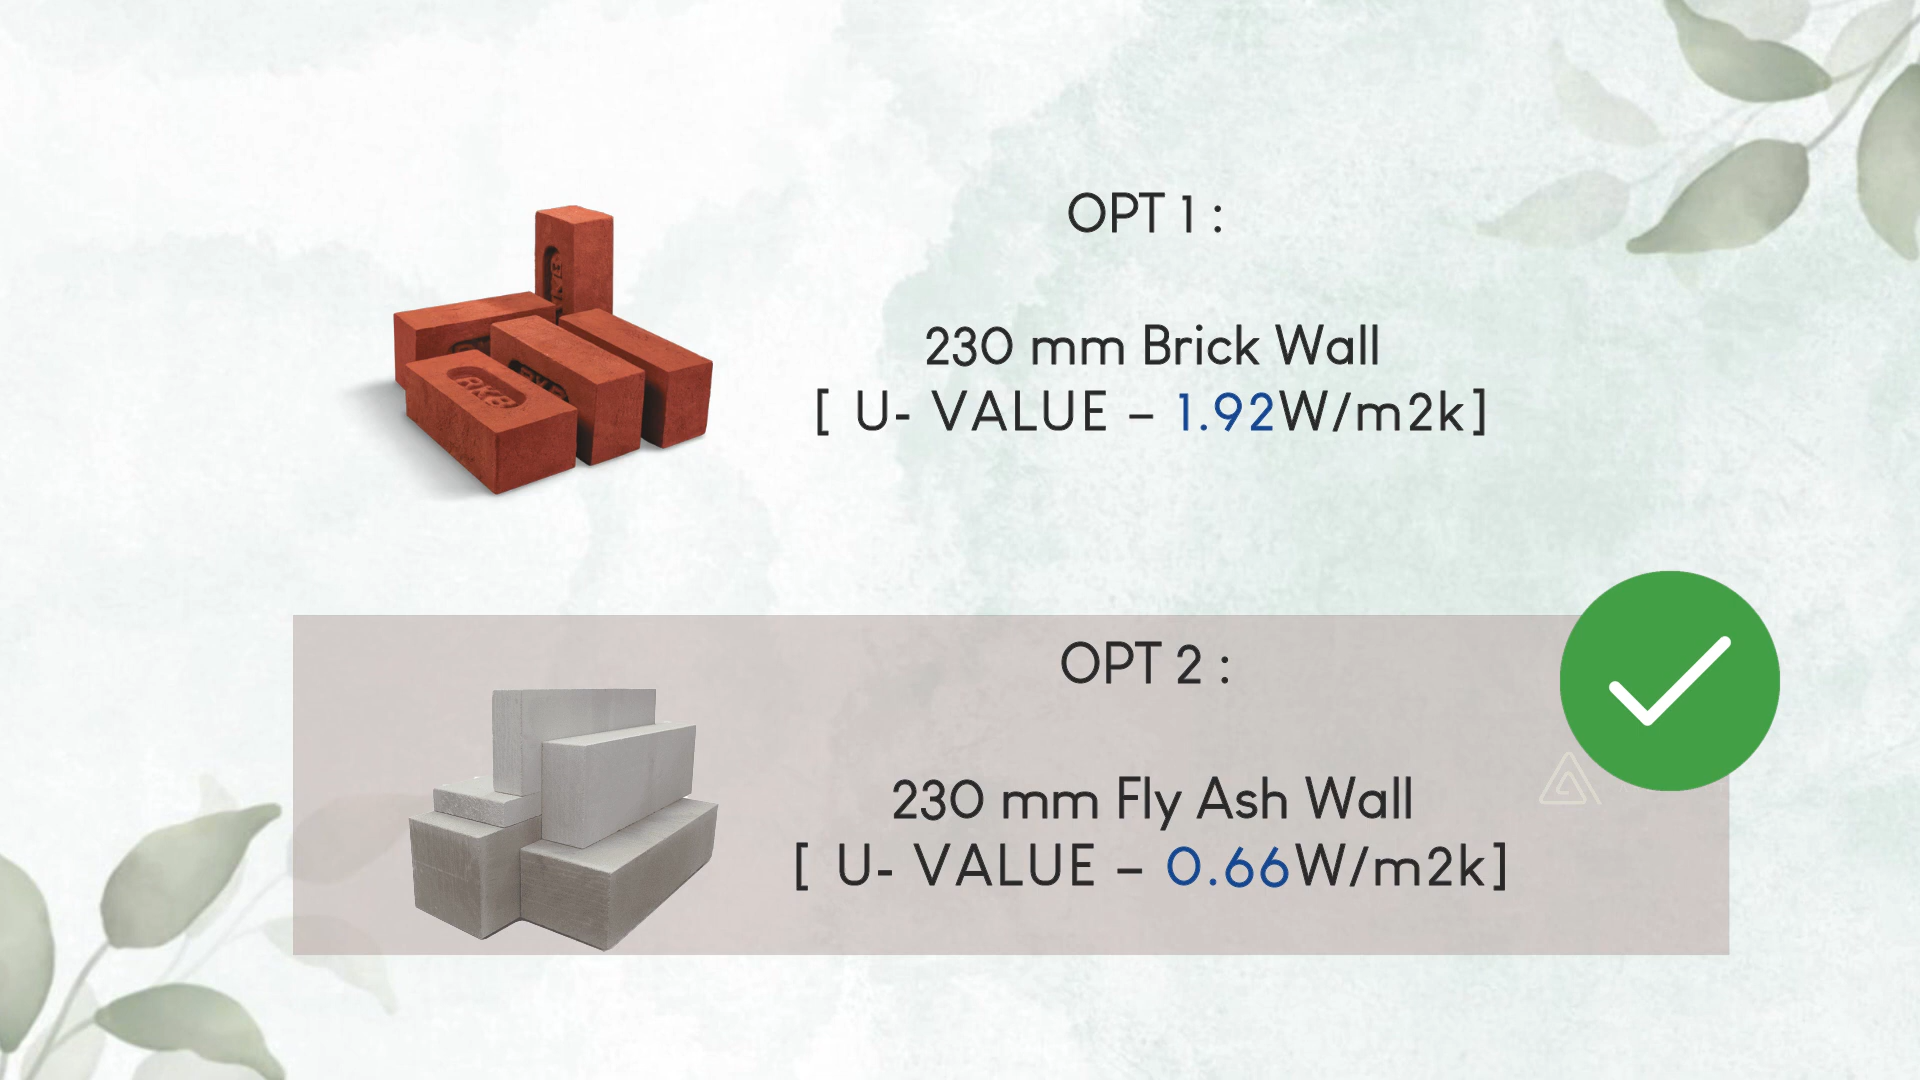 OPT 1 :
230 mm Brick Wall
[ U- VALUE – 1.92W/m2k]
RKB
OPT 2 :
230 mm Fly Ash Wall
[ U- VALUE – 0.66W/m2k]